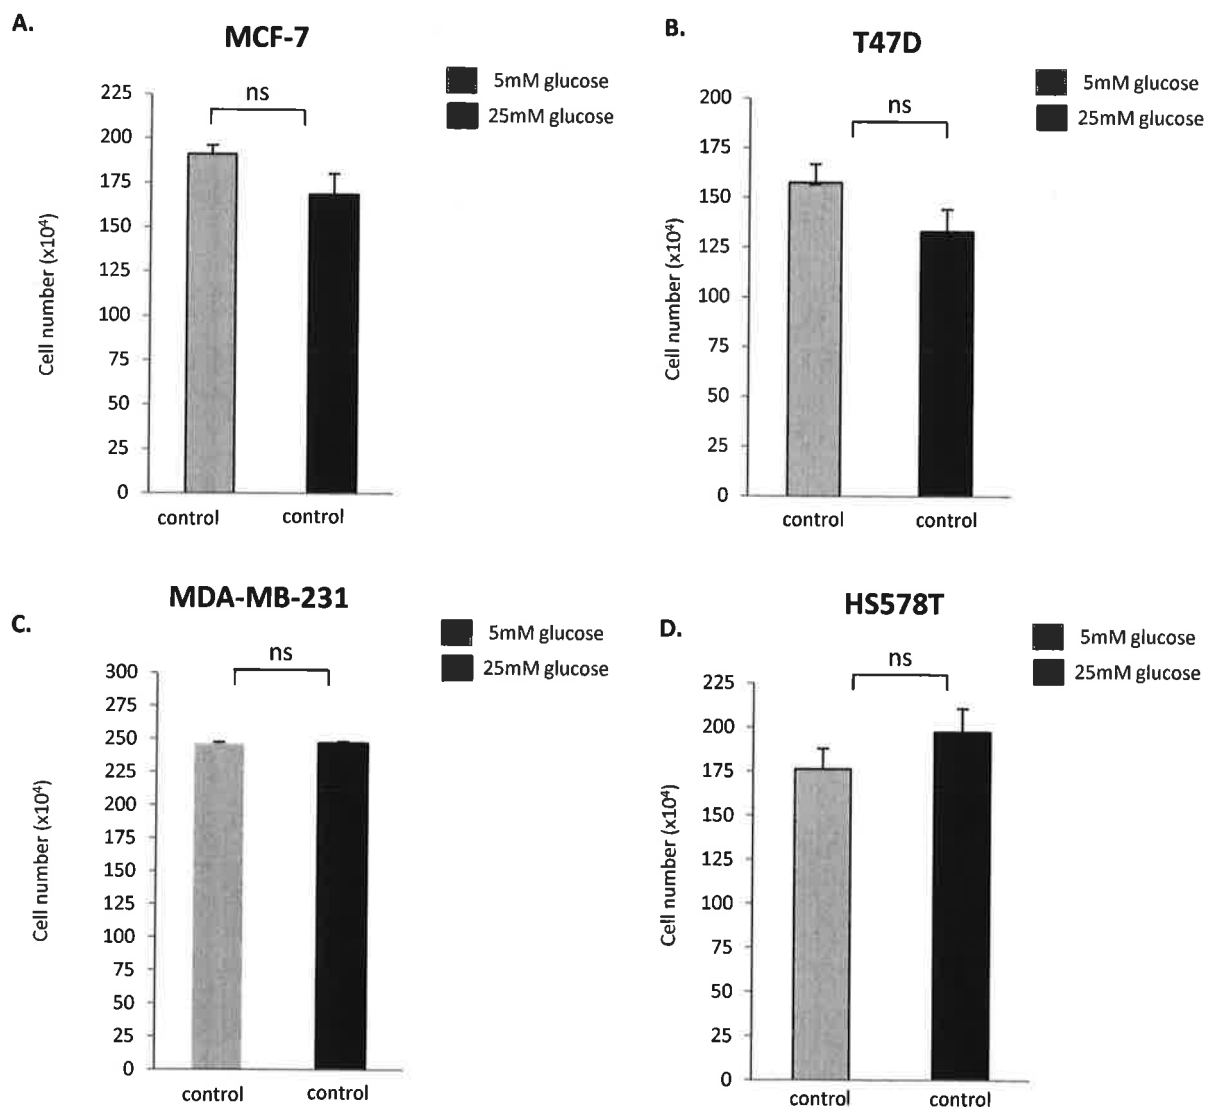 A.
MCF-7
5mM glucose
25mM glucose
ns
225
200
175
150
125
100
75
50
25
0
Cell number (x10⁴)
control control
B.
T47D
5mM glucose
25mM glucose
ns
200
175
150
125
100
75
50
25
0
Cell number (x10⁴)
control control
C.
MDA-MB-231
5mM glucose
25mM glucose
ns
300
275
250
225
200
175
150
125
100
75
50
25
0
Cell number (x10⁴)
control control
D.
HS578T
5mM glucose
25mM glucose
ns
225
200
175
150
125
100
75
50
25
0
Cell number (x10⁴)
control control